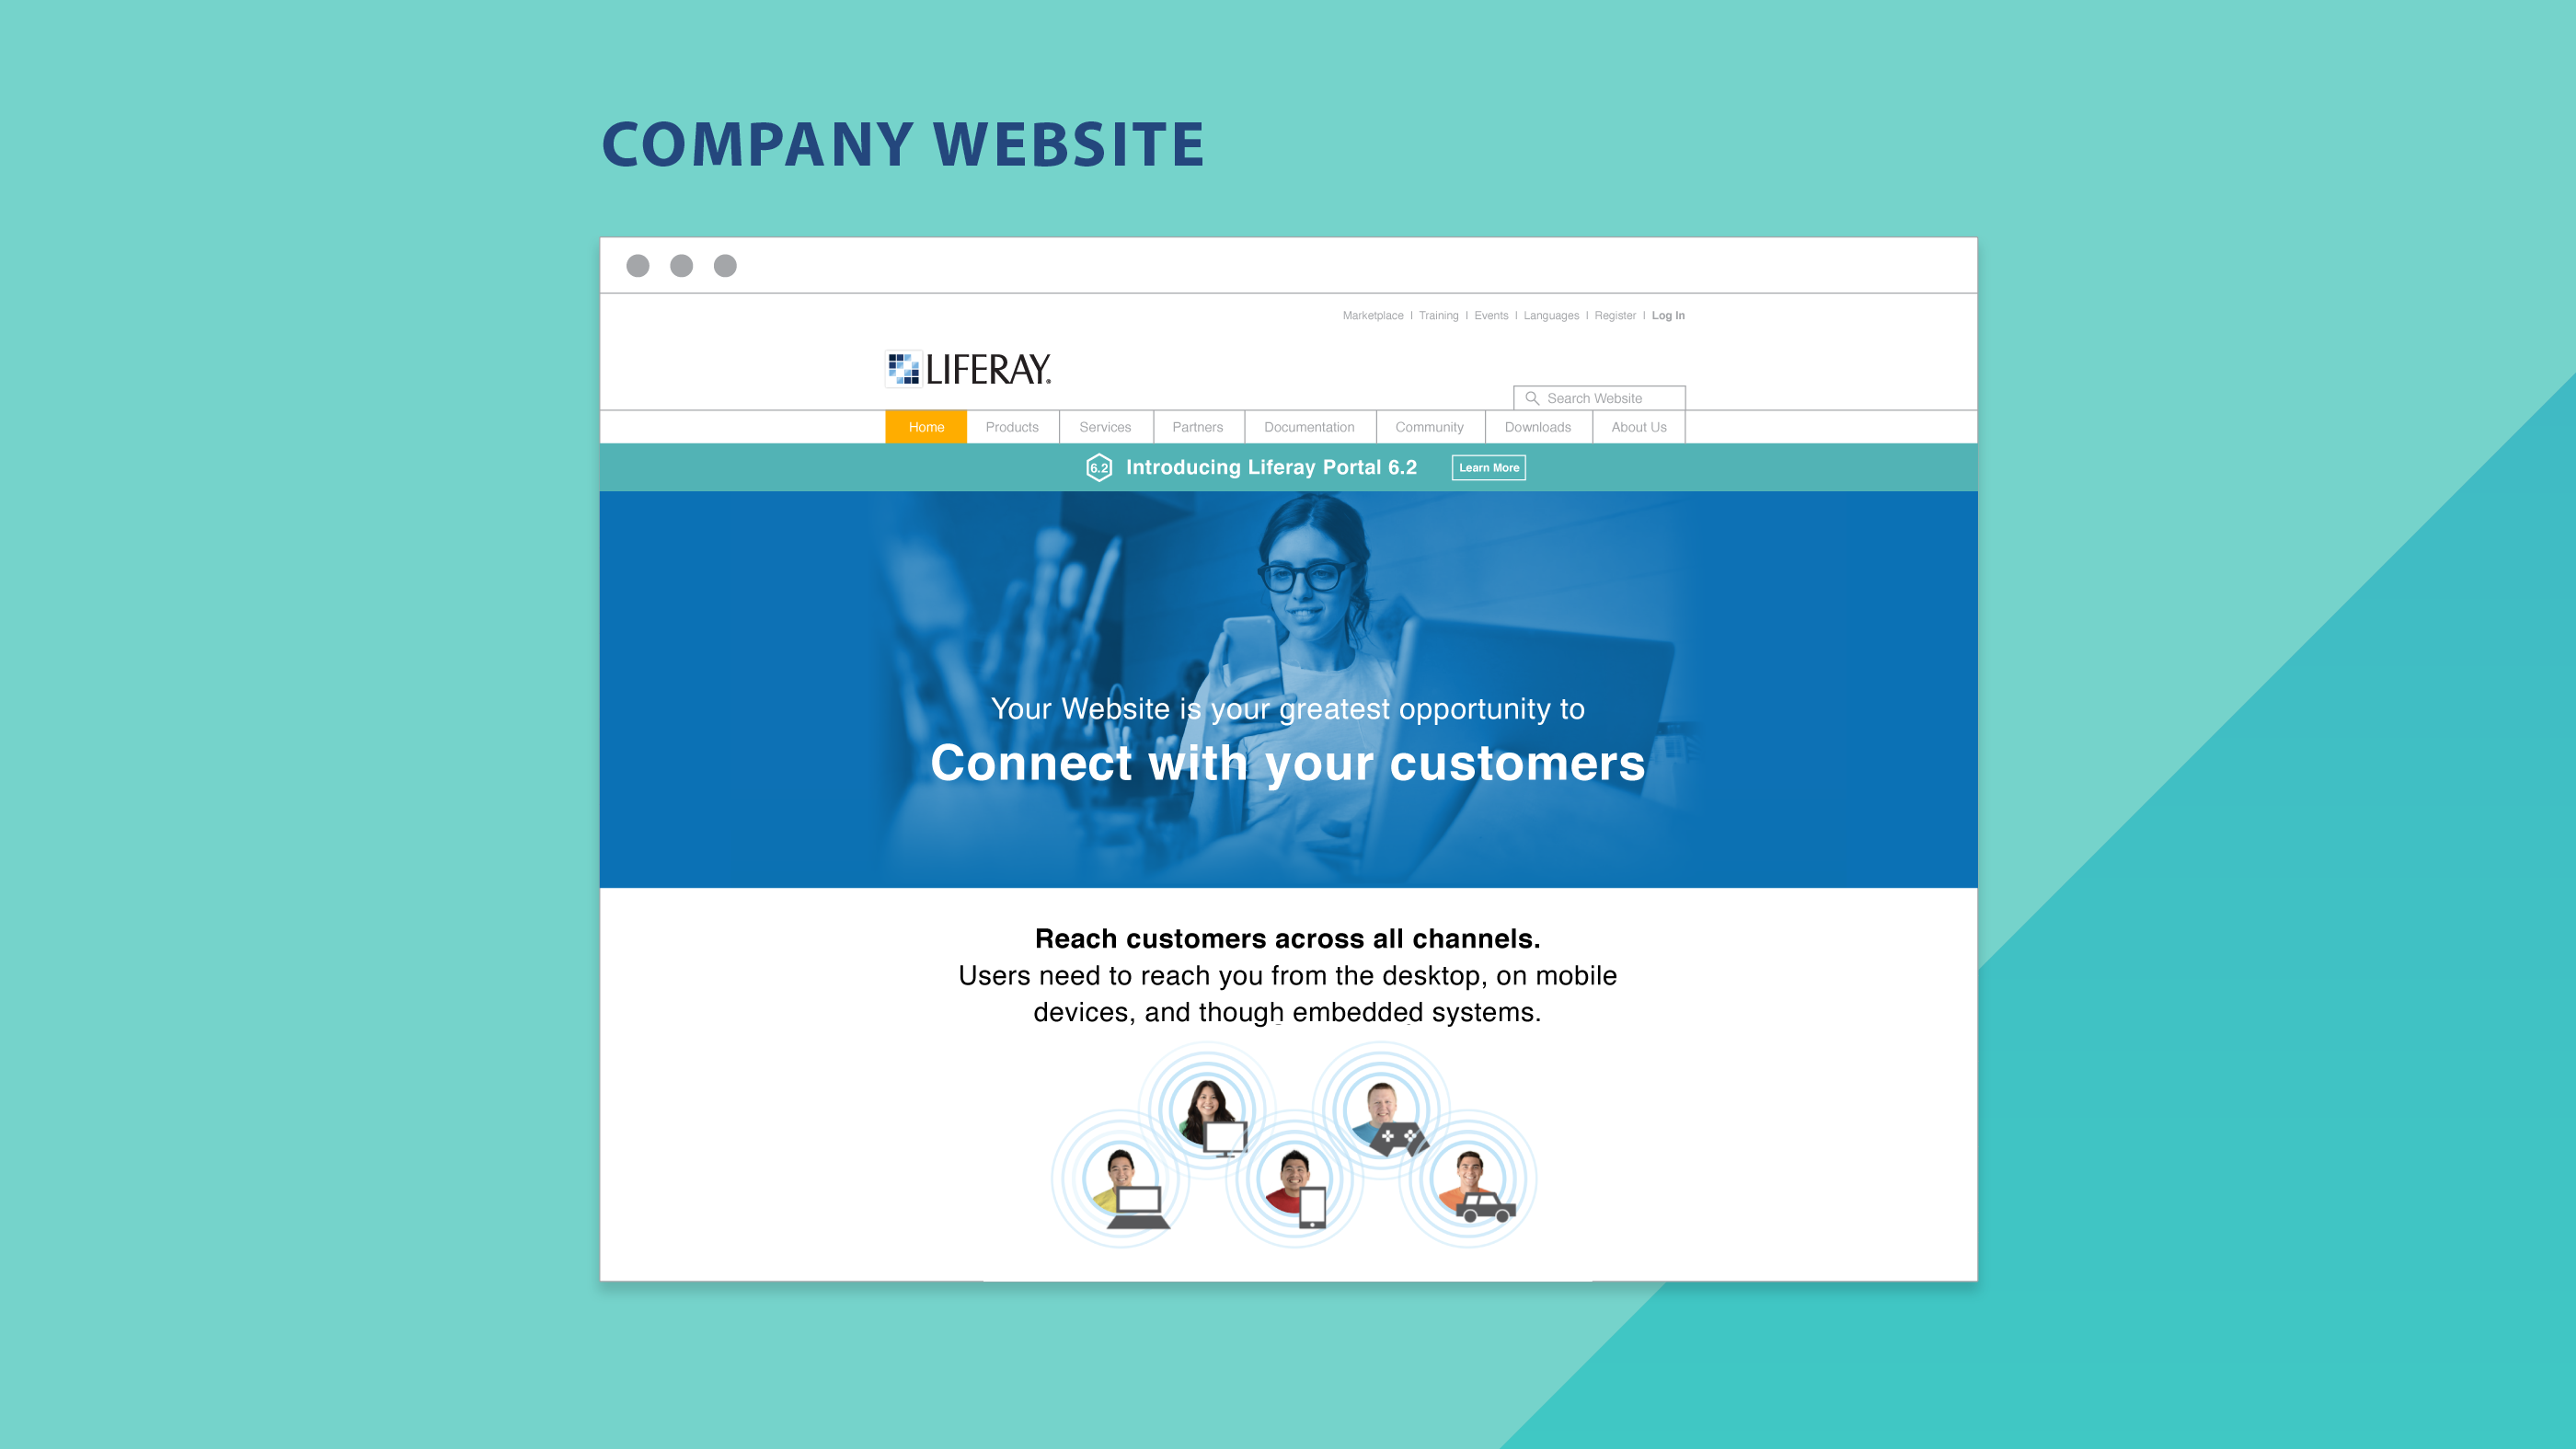 COMPANY WEBSITE
Marketplace | Training | Events | Languages | Register | Log In
LIFERAY®
Search Website
Home Products Services Partners Documentation Community Downloads About Us
6.2 Introducing Liferay Portal 6.2 Learn More
Your Website is your greatest opportunity to
Connect with your customers
Reach customers across all channels.
Users need to reach you from the desktop, on mobile
devices, and though embedded systems.